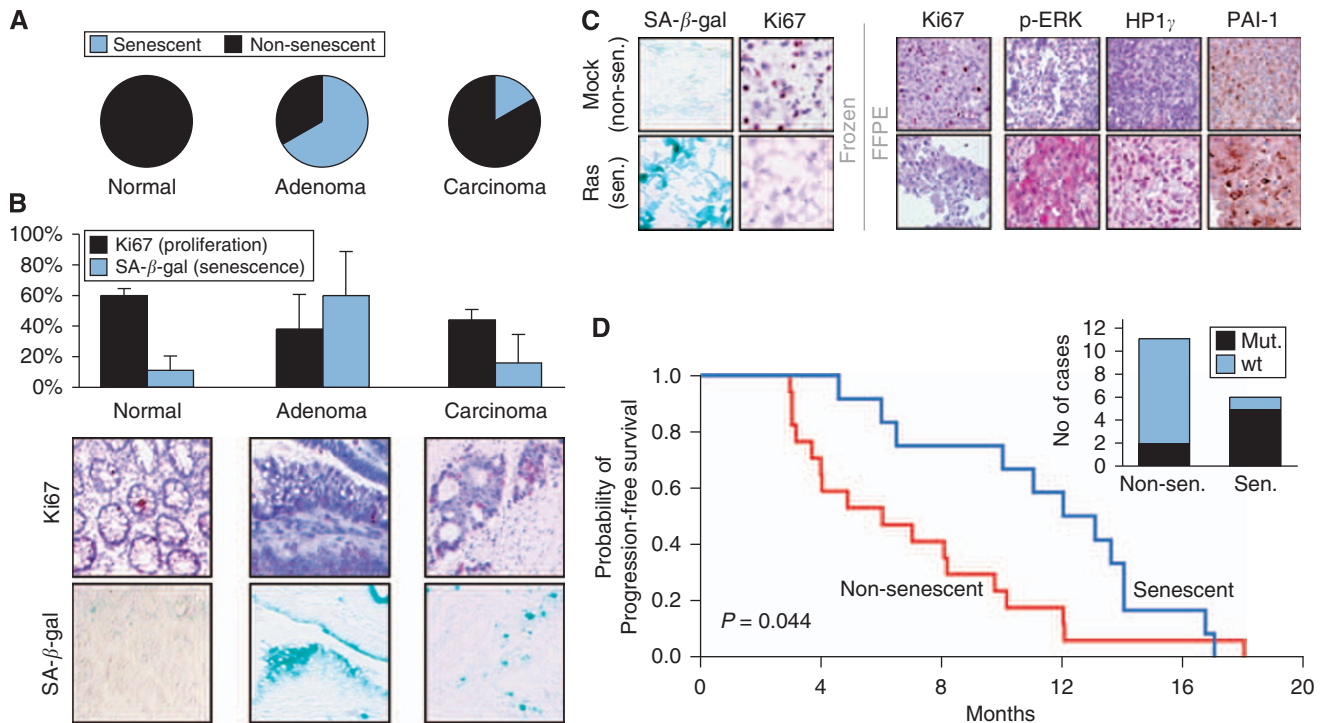 A
Senescent Non-senescent
Normal Adenoma Carcinoma
B
100%
80%
60%
40%
20%
0%
Ki67 (proliferation)
SA-β-gal (senescence)
Normal Adenoma Carcinoma
Ki67
SA-β-gal
C
SA-β-gal Ki67 Ki67 p-ERK HP1γ PAI-1
Mock
(non-sen.)
Ras
(sen.)
Frozen
FFPE
D
Probability of
Progression-free survival
1.0
0.8
0.6
0.4
0.2
0.0
Non-senescent
Senescent
P = 0.044
0 4 8 12 16 20
Months
No of cases
12
10
8
6
4
2
0
Mut.
wt
Non-sen. Sen.